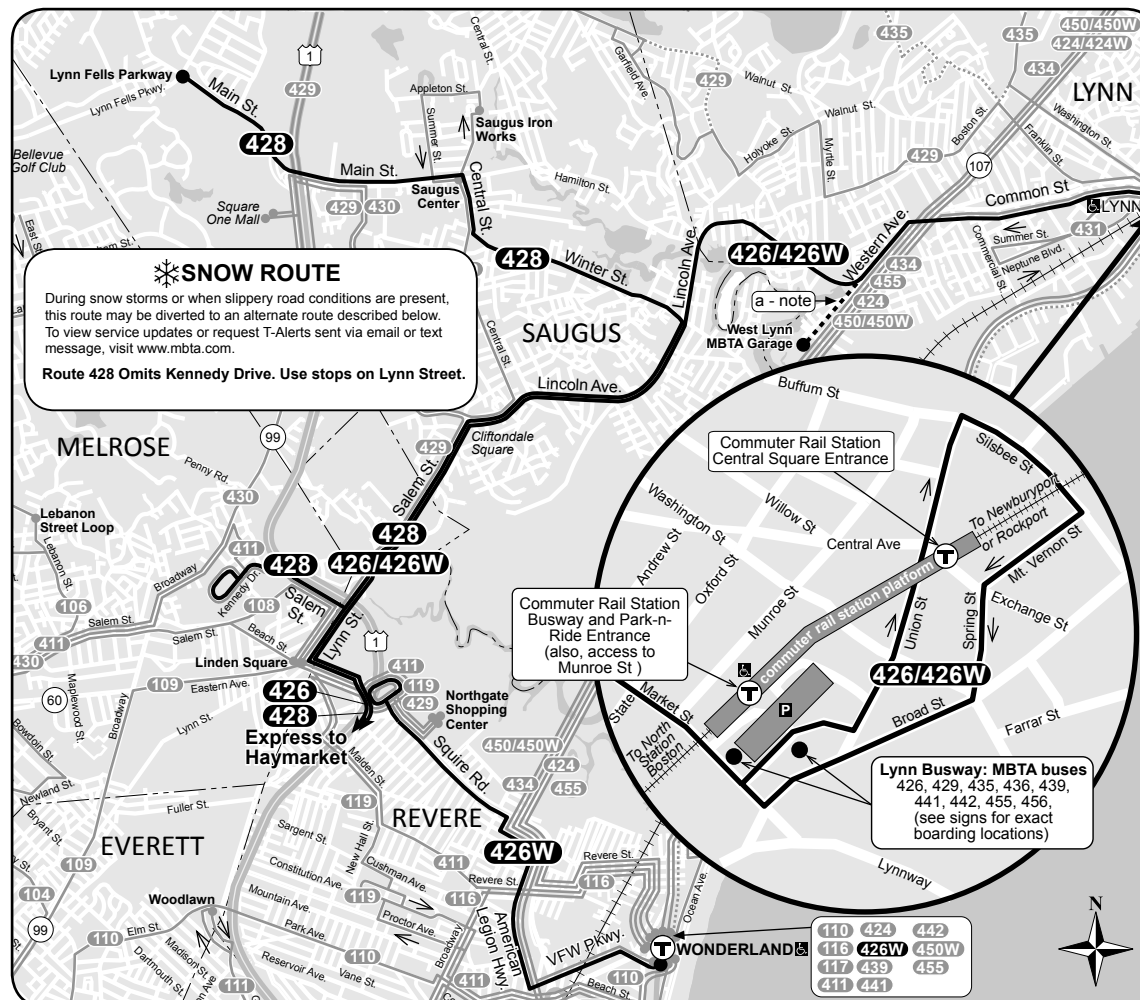 450/450W
424/424W
435
435
1
434
LYNN
429
Lynn Fells Parkway
Lynn Fells Pkwy.
Main St.
Central St.
Garfield Ave.
429
Walnut St.
Walnut St.
Appleton St.
Summer St.
Saugus Iron
Works
Holyoke St.
Myrtle St.
Boston St.
429
Washington St.
Franklin St.
107
428
Bellevue
Golf Club
Main St.
Saugus
Center
Central St.
Hamilton St.
Common St
LYNN
Square
One Mall
429
430
East St.
Summer St.
431
Commercial St.
Neptune Blvd.
428
Winter St.
Lincoln Ave.
426/426W
Western Ave.
434
455
424
450/450W
a - note
West Lynn
MBTA Garage
SNOW ROUTE
During snow storms or when slippery road conditions are present,
this route may be diverted to an alternate route described below.
To view service updates or request T-Alerts sent via email or text
message, visit www.mbta.com.
Route 428 Omits Kennedy Drive. Use stops on Lynn Street.
SAUGUS
Central St.
Lincoln Ave.
Cliftondale
Square
99
MELROSE
429
Salem St.
Penny Rd.
430
Lebanon
Street Loop
Lebanon St.
411
Broadway
428
Kennedy Dr.
428
426/426W
108
Salem St.
106
411
Salem St.
Salem St.
Beach St.
Lynn St.
1
430
Linden Square
60
Maplewood St.
109
Eastern Ave.
Broadway
Lynn St.
411
119
429
Northgate
Shopping
Center
426
428
Express to
Haymarket
Squire Rd.
450/450W
424
434
455
Bowdoin St.
Newland St.
Bryant St.
Malden St.
Fuller St.
119
REVERE
EVERETT
Sargent St.
New Hall St.
Cushman Ave.
411
426W
Revere St.
109
Constitution Ave.
119
Revere St.
116
116
104
Woodlawn
Mountain Ave.
Proctor Ave.
American
Legion Hwy.
Ocean Ave.
99
110
Elm St.
Park Ave.
110
Broadway
VFW Pkwy.
WONDERLAND
Dartmouth St.
Madison St.
Reservoir Ave.
Vane St.
411
110
Beach St.
111
110 424 442
116 426W 450W
117 439 455
411 441
N
Buffum St
Commuter Rail Station
Central Square Entrance
Silsbee St
Washington St
Willow St
To Newburyport
or Rockport
Andrew St
Central Ave
Oxford St
Mt. Vernon St
Commuter Rail Station
Busway and Park-n-
Ride Entrance
(also, access to
Munroe St )
Munroe St
commuter rail station platform
Union St
Spring St
Exchange St
426/426W
State
Market St
P
Broad St
Farrar St
To North
Station
Boston
Lynn Busway: MBTA buses
426, 429, 435, 436, 439,
441, 442, 455, 456,
(see signs for exact
boarding locations)
Lynnway